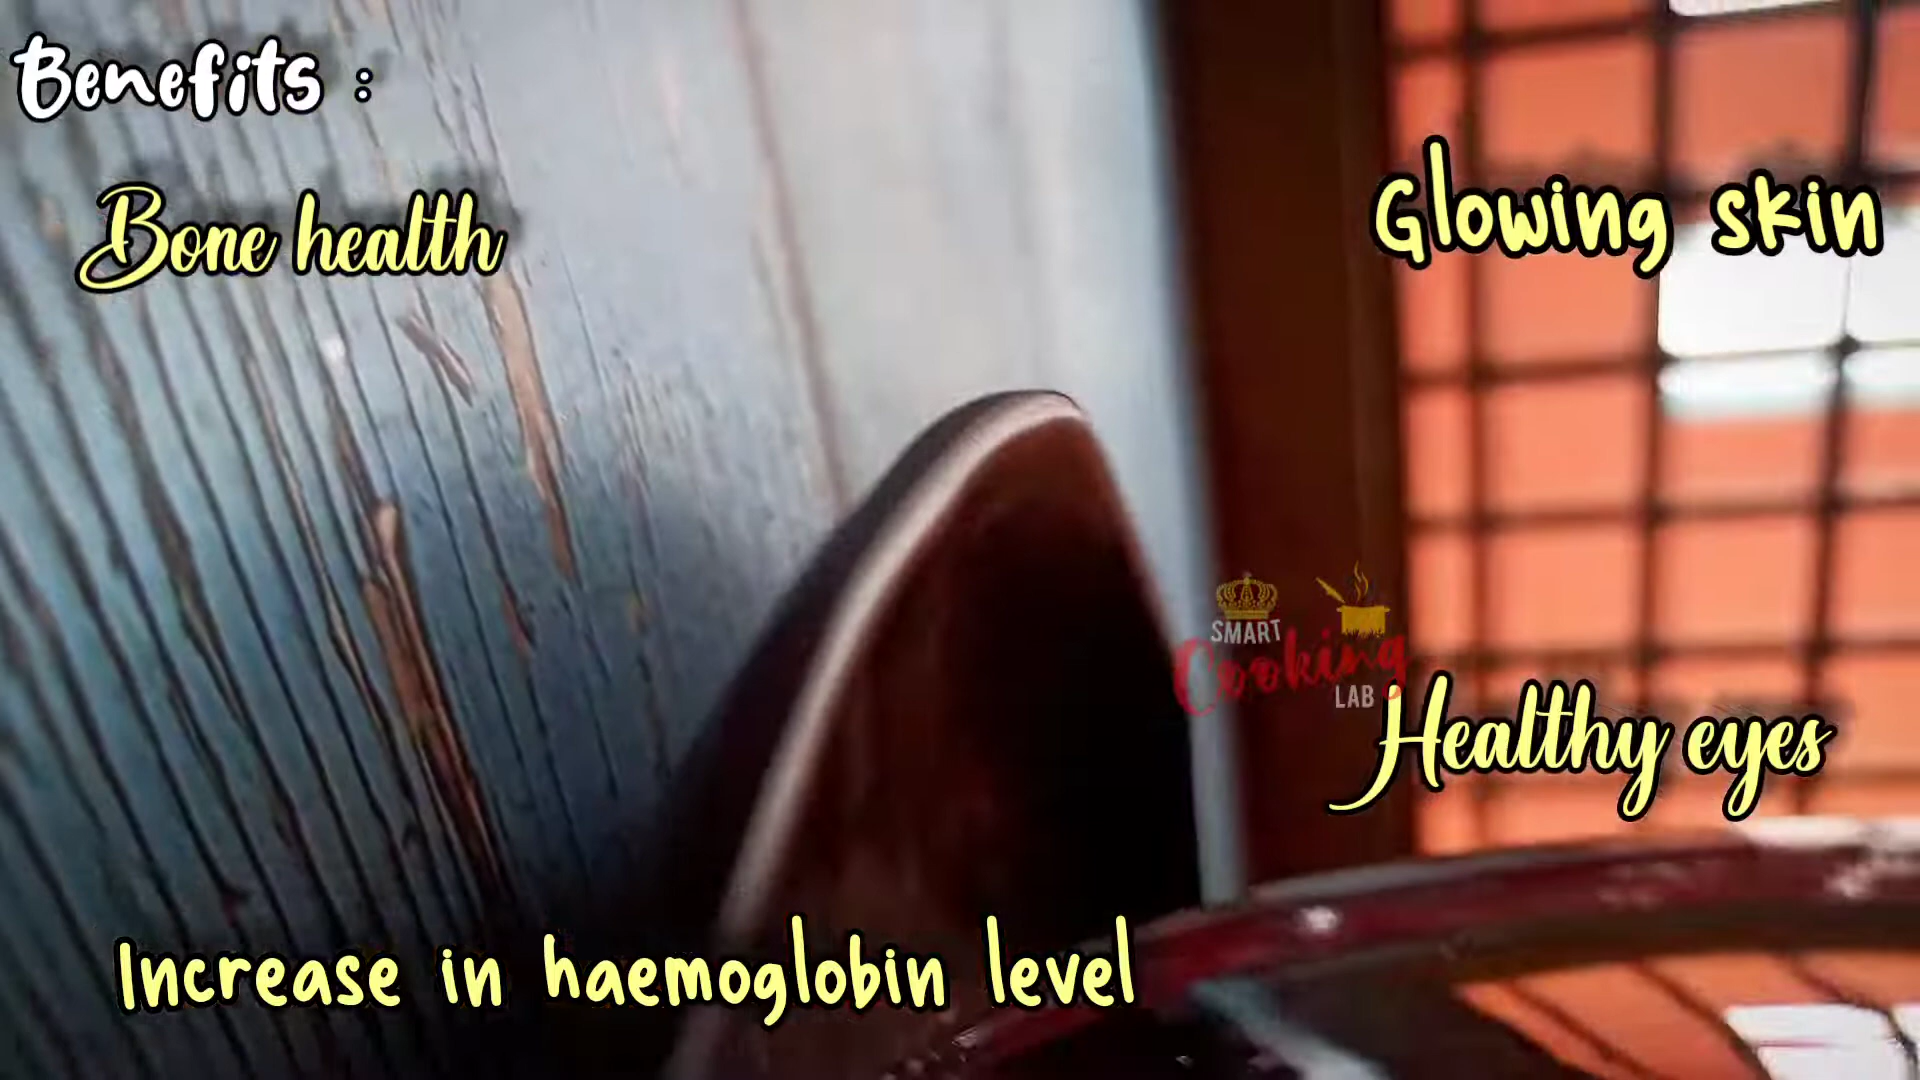 Benefits :
Bone health
Glowing skin
SMART
Cooking
LAB
Healthy eyes
Increase in haemoglobin level